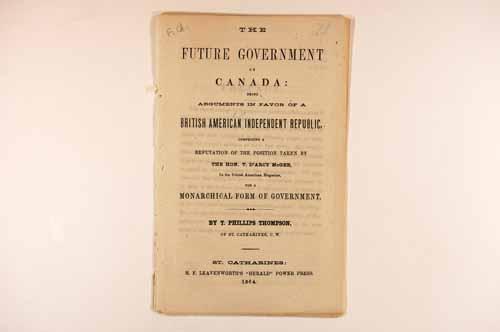 THE
FUTURE GOVERNMENT
OF
CANADA:
BEING
ARGUMENTS IN FAVOR OF A
BRITISH AMERICAN INDEPENDENT REPUBLIC,
COMPRISING A
REFUTATION OF THE POSITION TAKEN BY
THE HON. T. D'ARCY McGEE,
In the British American Magazine,
FOR A
MONARCHICAL FORM OF GOVERNMENT.
BY T. PHILLIPS THOMPSON,
OF ST. CATHARINES, C. W.
ST. CATHARINES:
H. F. LEAVENWORTH'S "HERALD" POWER PRESS.
1864.